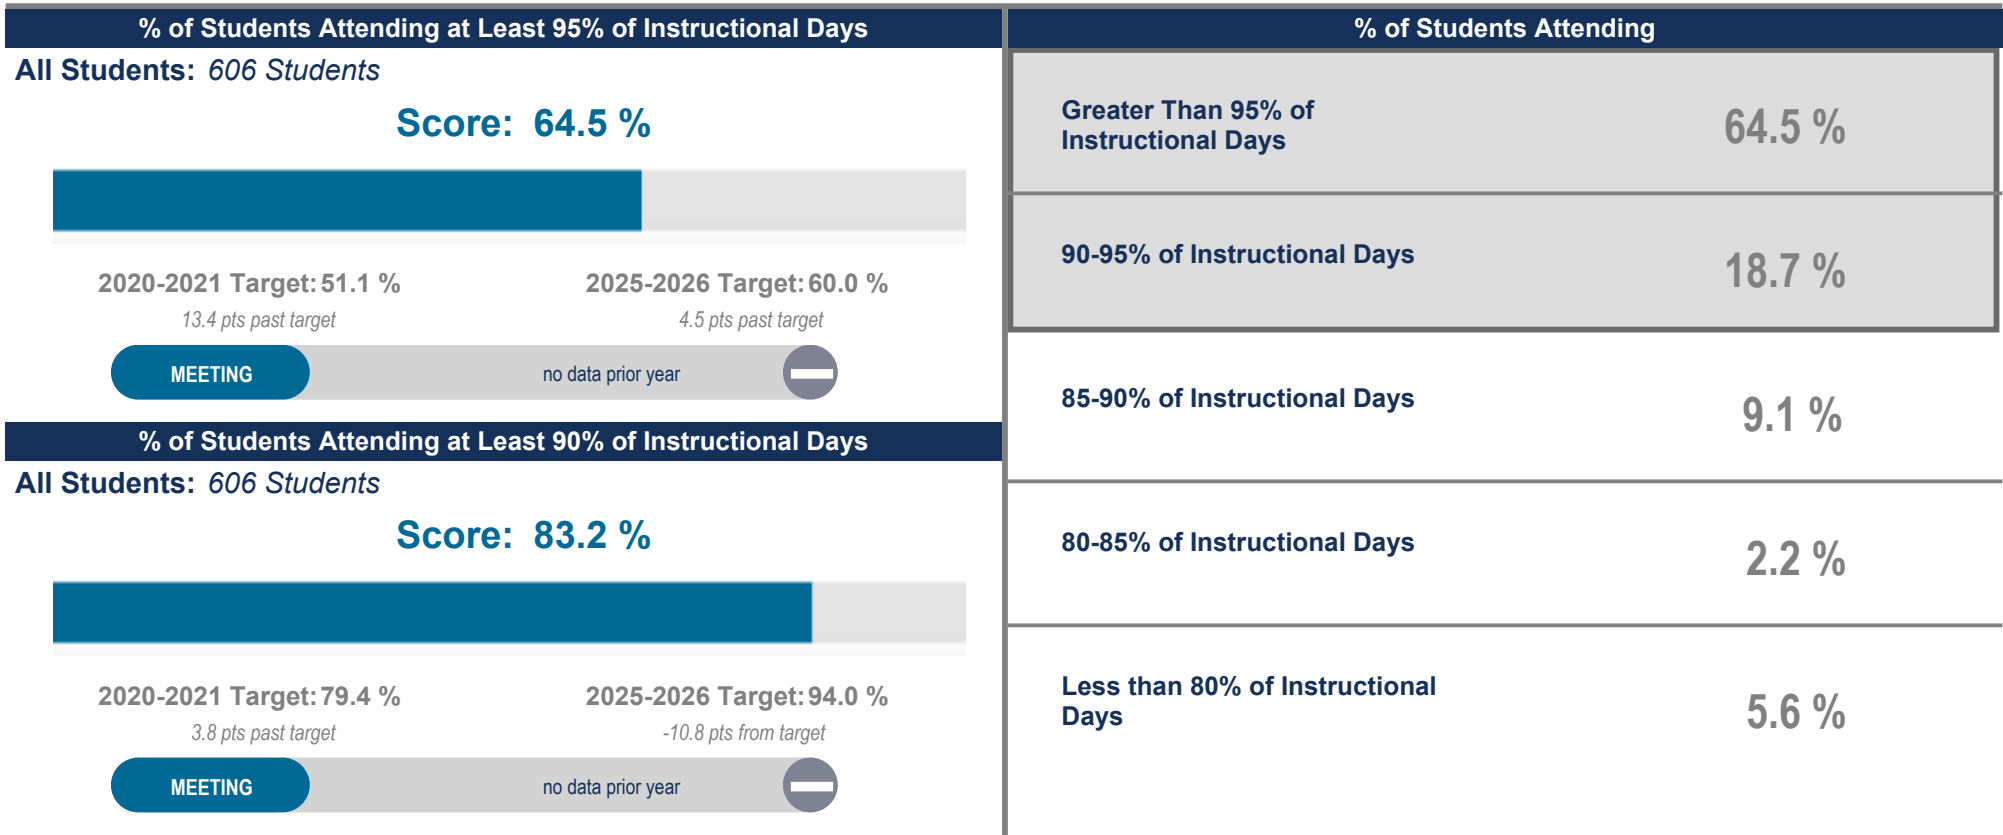 % of Students Attending at Least 95% of Instructional Days
All Students: 606 Students
Score: 64.5 %
2020-2021 Target: 51.1 %
13.4 pts past target
2025-2026 Target: 60.0 %
4.5 pts past target
MEETING
no data prior year
% of Students Attending at Least 90% of Instructional Days
All Students: 606 Students
Score: 83.2 %
2020-2021 Target: 79.4 %
3.8 pts past target
2025-2026 Target: 94.0 %
-10.8 pts from target
MEETING
no data prior year
% of Students Attending
Greater Than 95% of
Instructional Days
64.5 %
90-95% of Instructional Days
18.7 %
85-90% of Instructional Days
9.1 %
80-85% of Instructional Days
2.2 %
Less than 80% of Instructional
Days
5.6 %